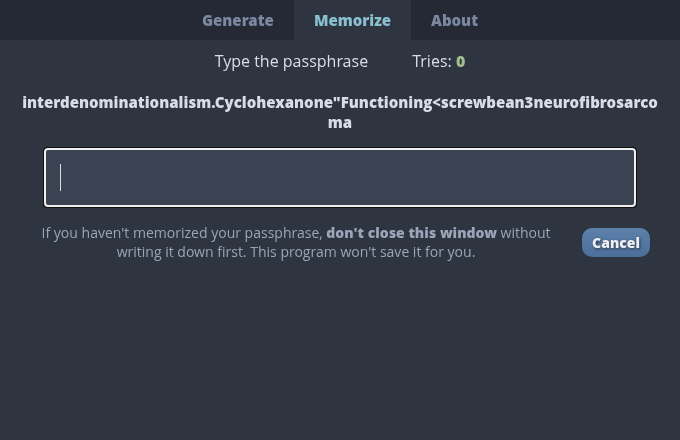 Generate Memorize About
Type the passphrase Tries: 0
interdenominationalism.Cyclohexanone"Functioning<screwbean3neurofibrosarco
ma
If you haven't memorized your passphrase, don't close this window without
writing it down first. This program won't save it for you.
Cancel